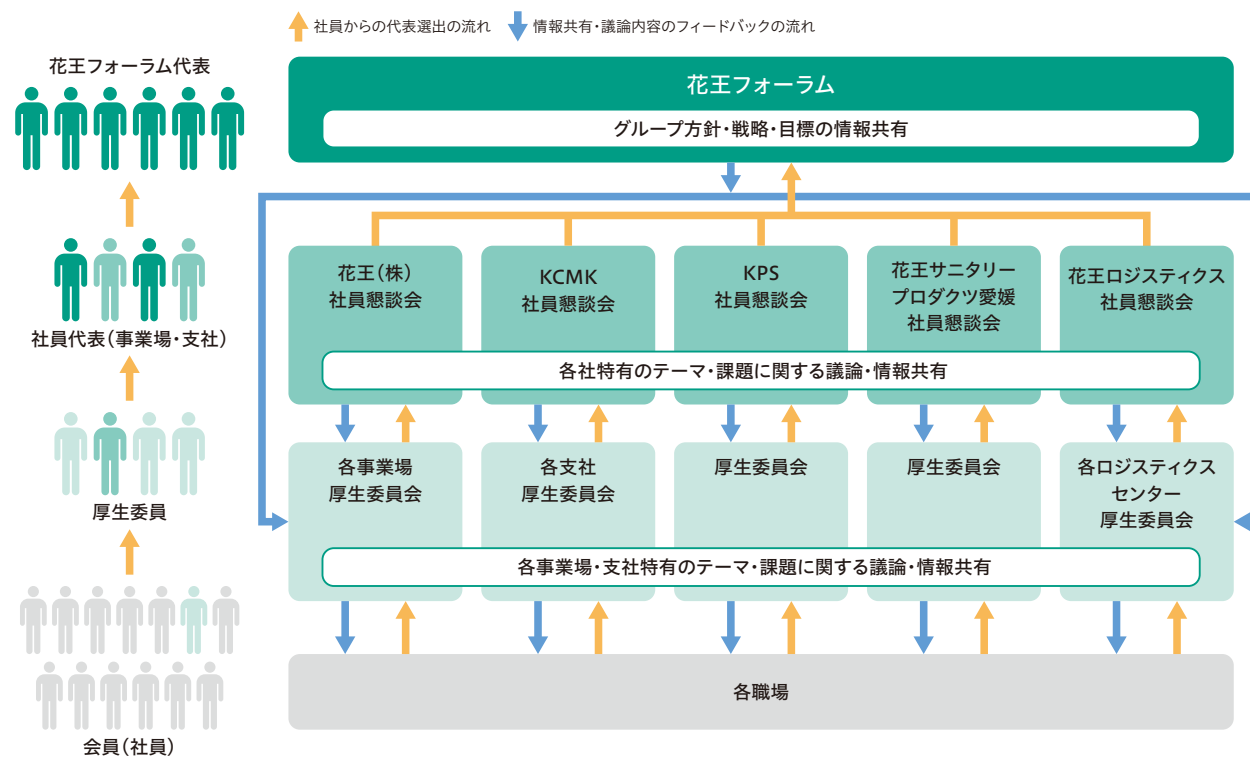 社員からの代表選出の流れ
情報共有・議論内容のフィードバックの流れ
花王フォーラム代表
社員代表(事業場・支社)
厚生委員
会員(社員)
花王フォーラム
グループ方針・戦略・目標の情報共有
花王(株)
社員懇談会
KCMK
社員懇談会
KPS
社員懇談会
花王サニタリー
プロダクツ愛媛
社員懇談会
花王ロジスティクス
社員懇談会
各社特有のテーマ・課題に関する議論・情報共有
各事業場
厚生委員会
各支社
厚生委員会
厚生委員会
厚生委員会
各ロジスティクス
センター
厚生委員会
各事業場・支社特有のテーマ・課題に関する議論・情報共有
各職場